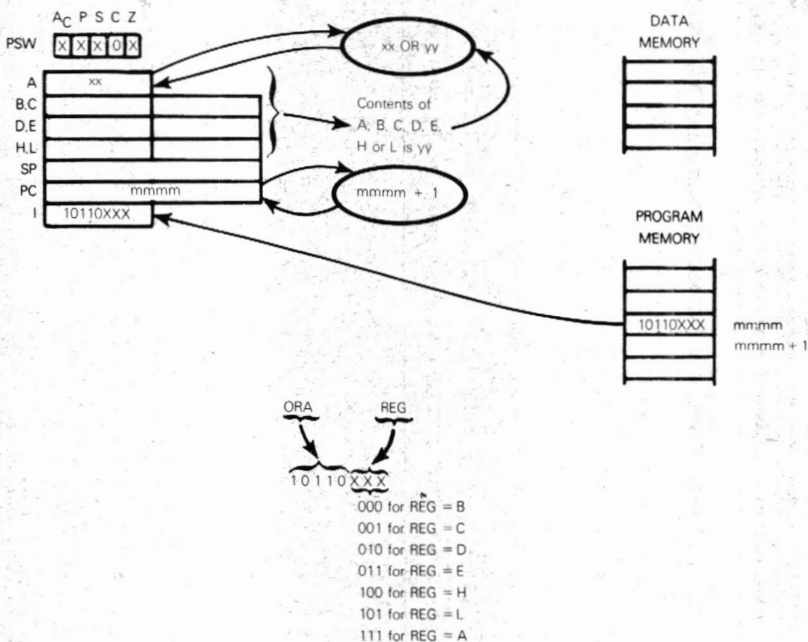 AC P S C Z
PSW X X X 0 X
A xx
B,C
D,E
H,L
SP
PC mmmm
I 10110XXX
xx OR yy
Contents of
A, B, C, D, E,
H or L is yy
mmmm + 1
DATA
MEMORY
PROGRAM
MEMORY
10110XXX mmmm
mmmm + 1
ORA REG
10110XXX
000 for REG = B
001 for REG = C
010 for REG = D
011 for REG = E
100 for REG = H
101 for REG = L
111 for REG = A